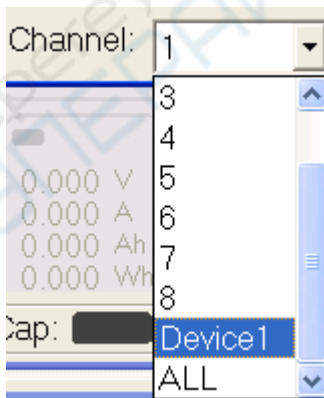 Channel: 1
3
4
0.000 V 5
0.000 A 6
0.000 Ah 7
0.000 Wh 8
Cap: Device1
ALL